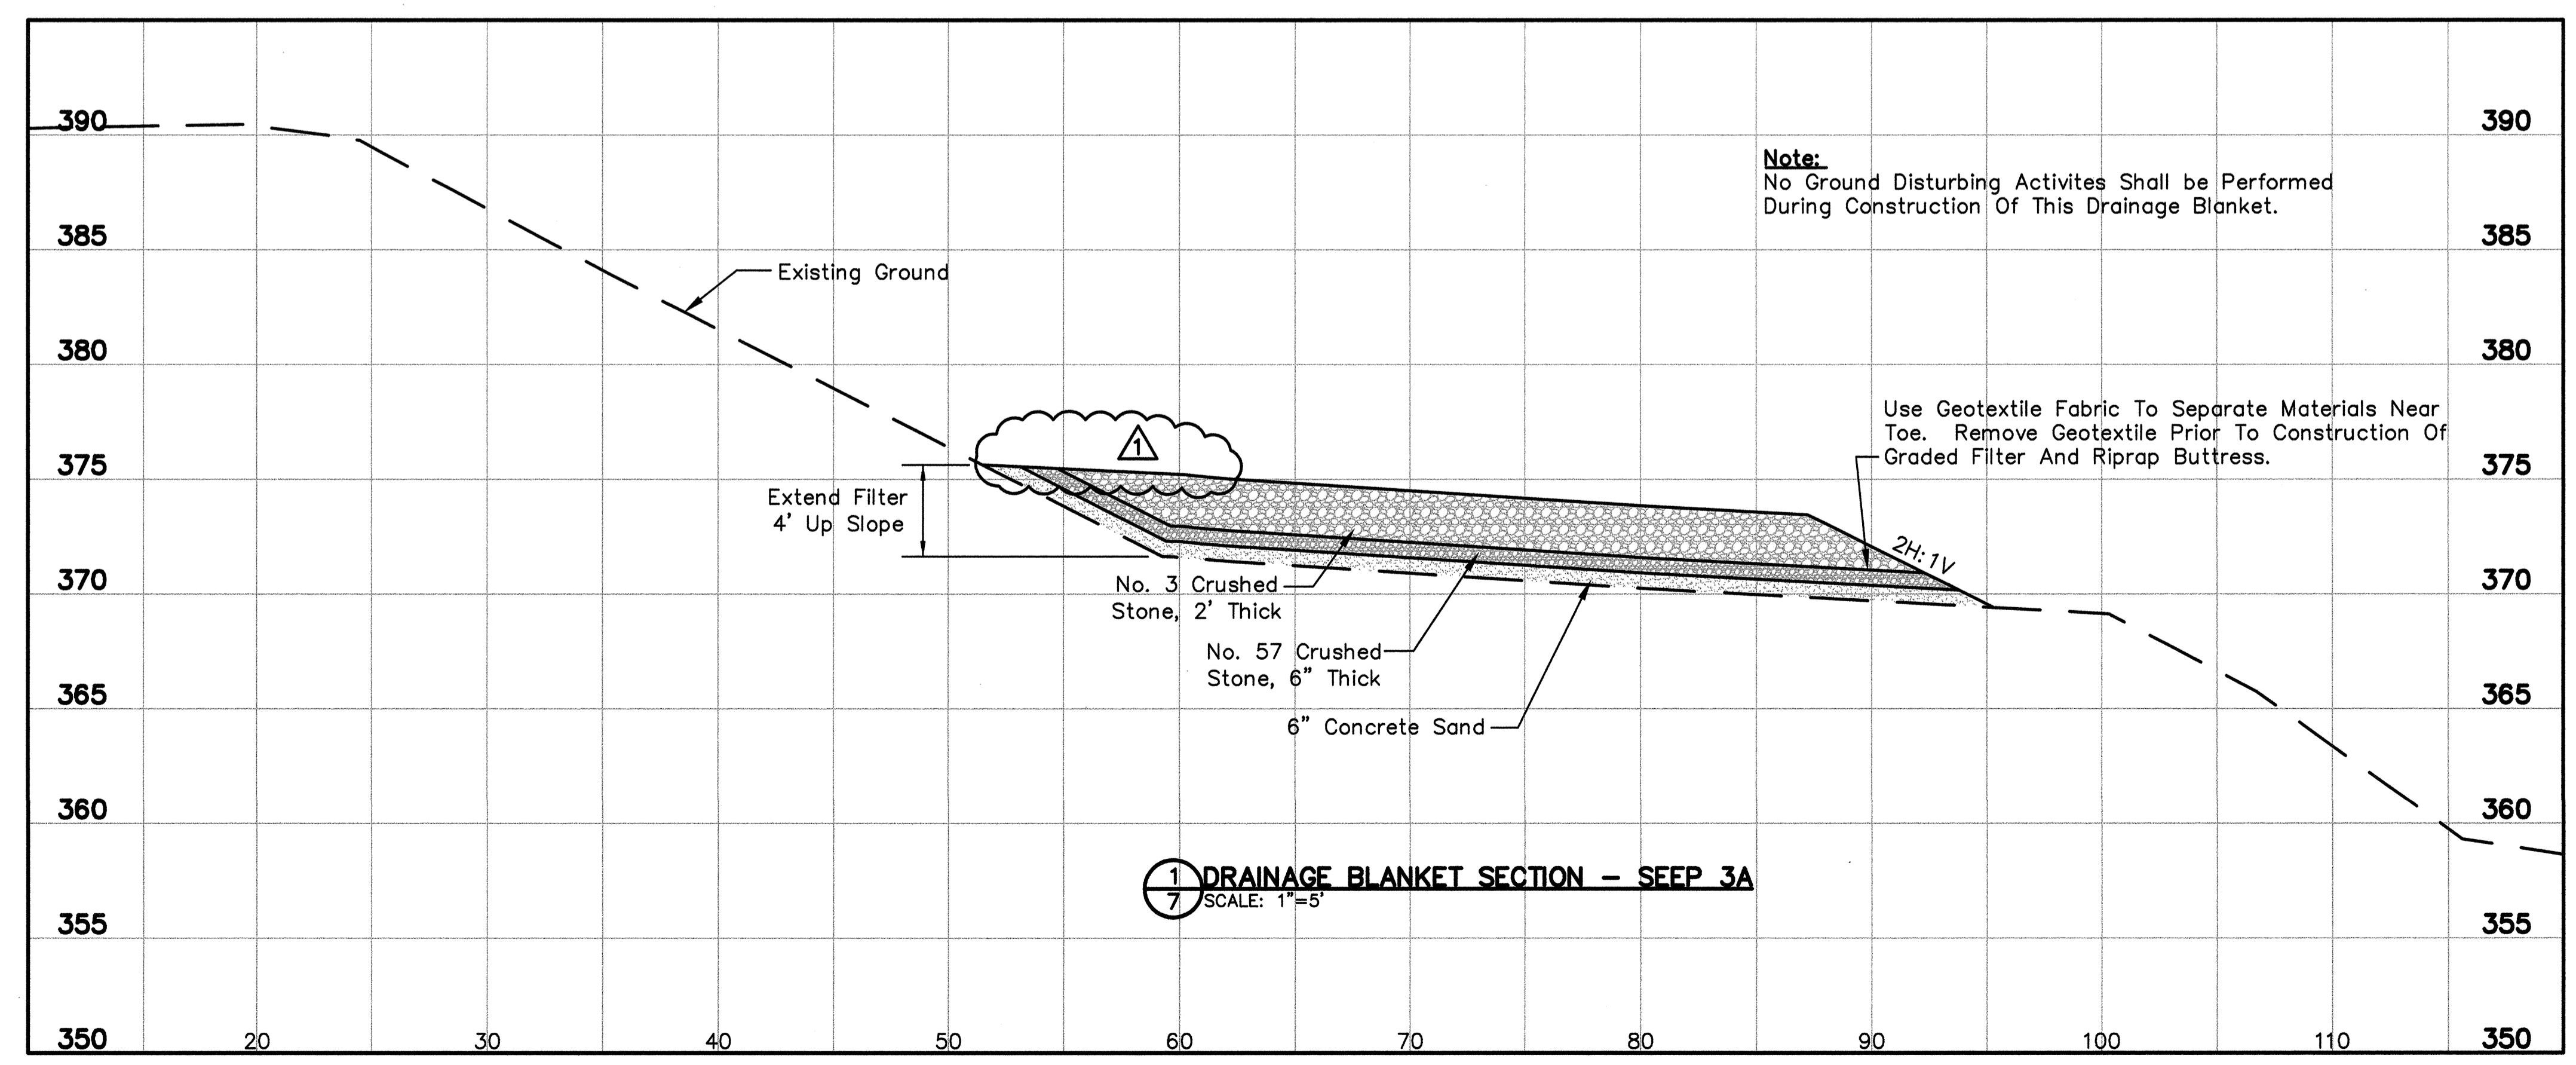 390
390
Note:
No Ground Disturbing Activites Shall be Performed
During Construction Of This Drainage Blanket.
385
385
Existing Ground
380
380
Use Geotextile Fabric To Separate Materials Near
Toe. Remove Geotextile Prior To Construction Of
Graded Filter And Riprap Buttress.
1
375
375
Extend Filter
4' Up Slope
2H:1V
370
370
No. 3 Crushed
Stone, 2' Thick
No. 57 Crushed
Stone, 6" Thick
365
365
6" Concrete Sand
360
360
1
7
DRAINAGE BLANKET SECTION - SEEP 3A
SCALE: 1"=5'
355
355
350 20 30 40 50 60 70 80 90 100 110 350